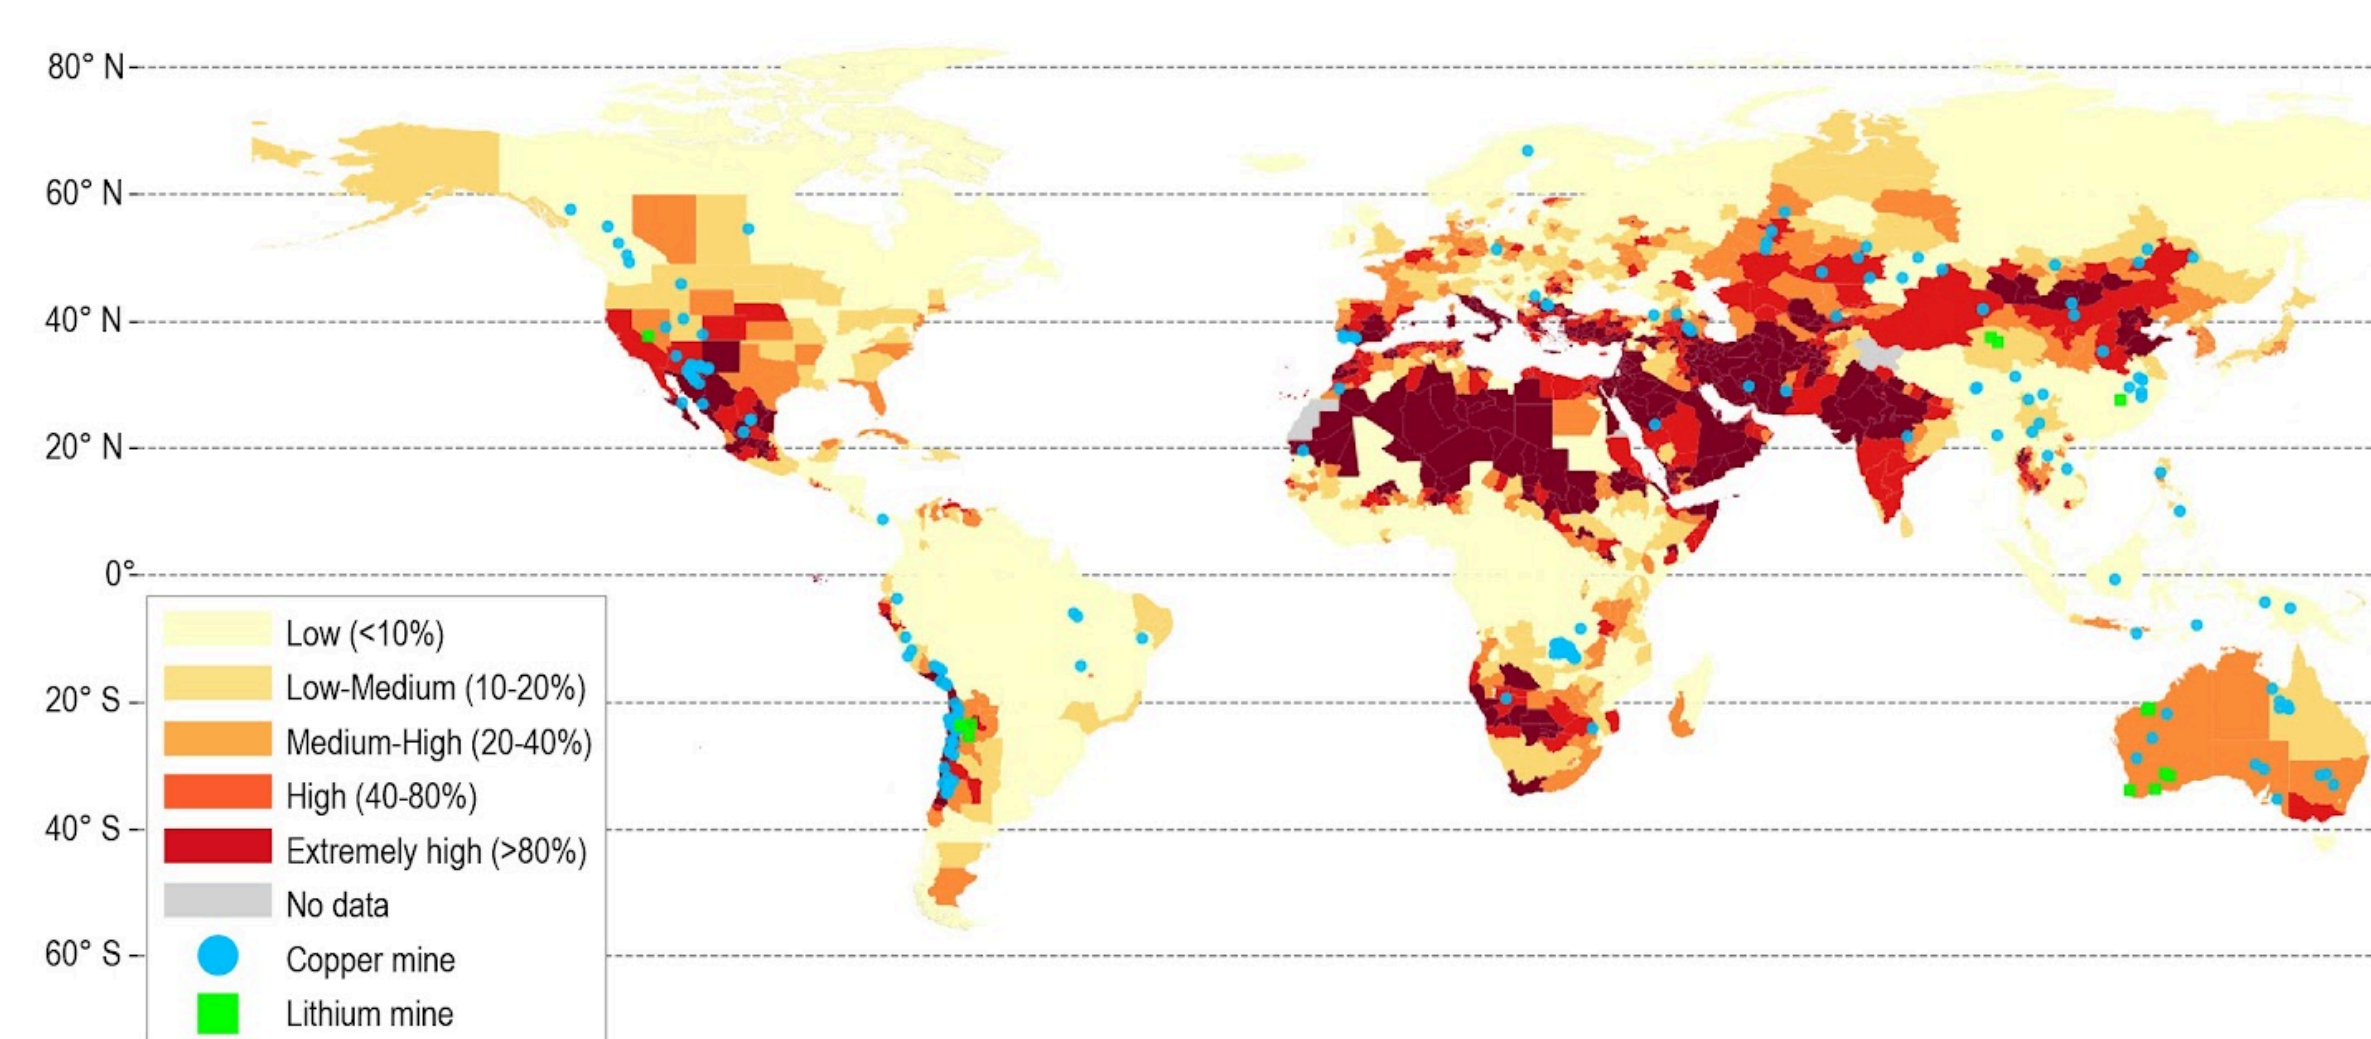 80° N
60° N
40° N
20° N
0°
20° S
40° S
60° S
Low (<10%)
Low-Medium (10-20%)
Medium-High (20-40%)
High (40-80%)
Extremely high (>80%)
No data
Copper mine
Lithium mine